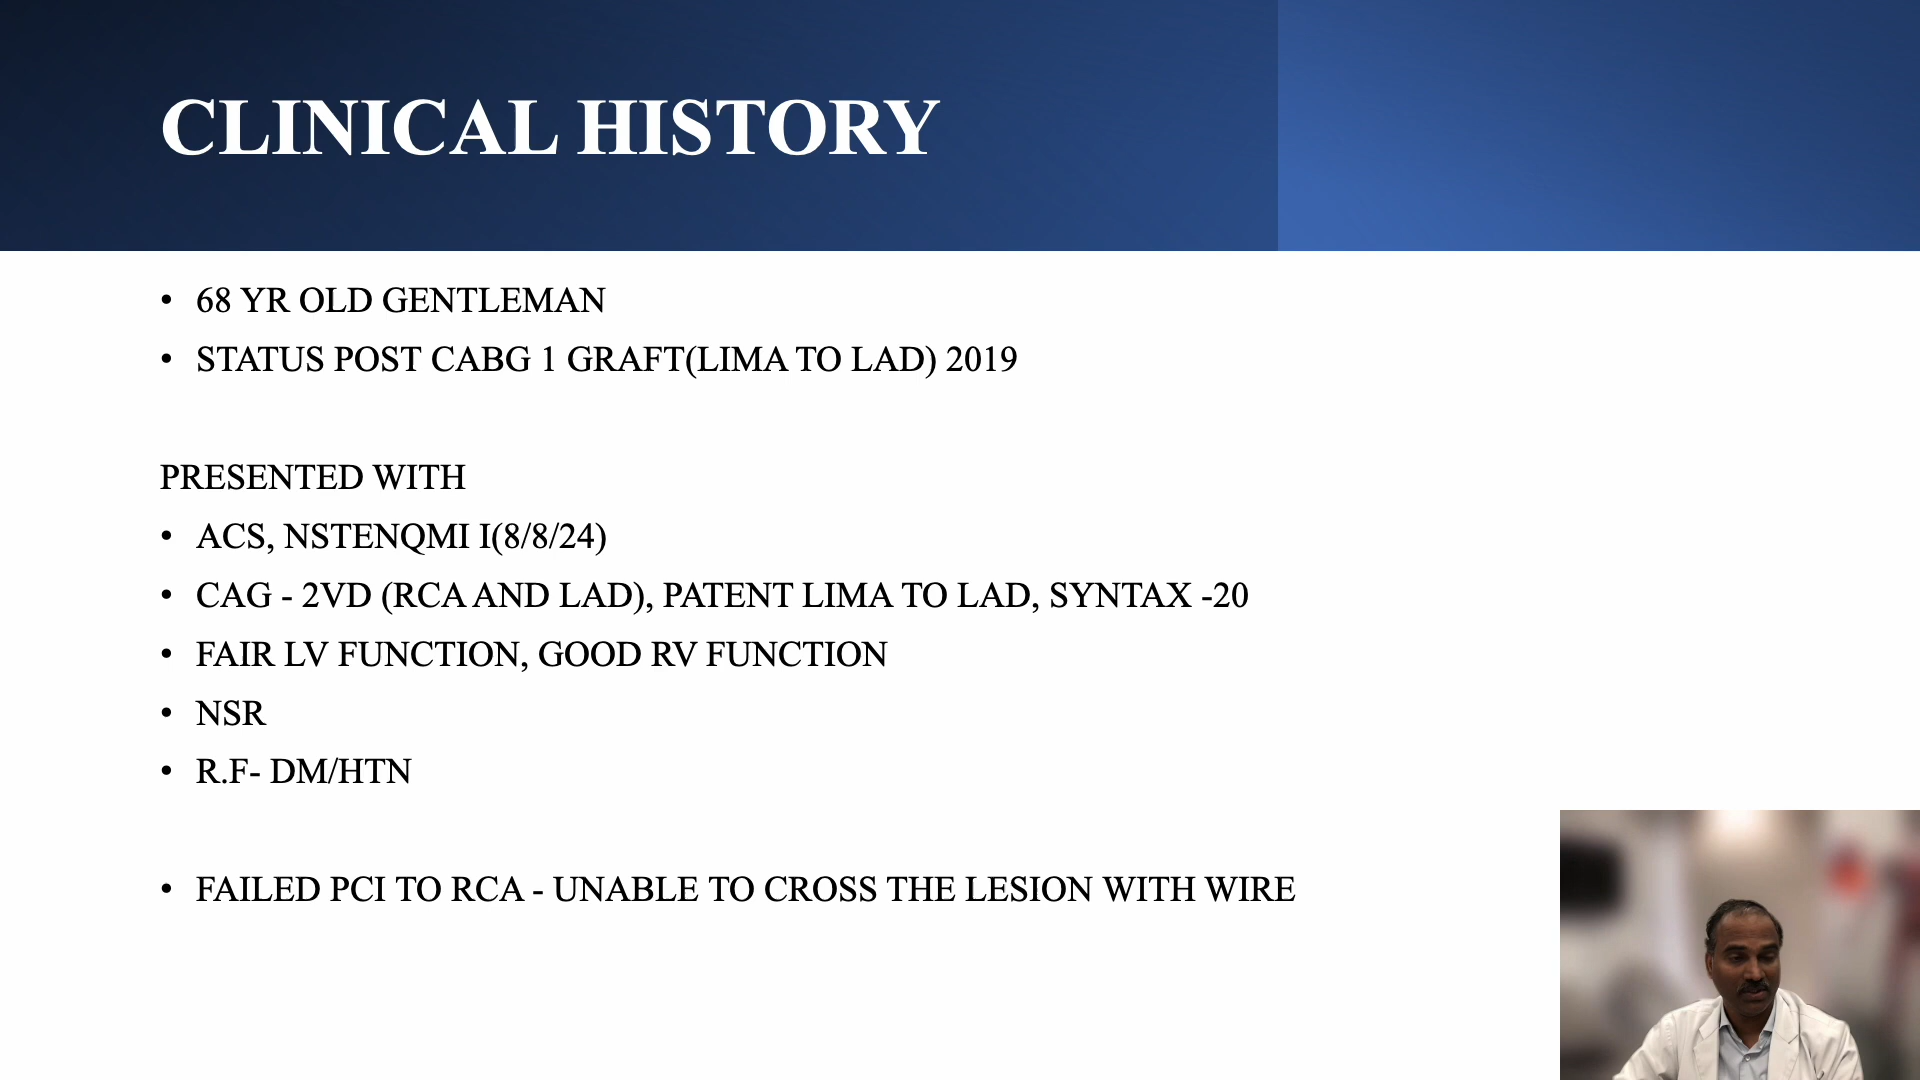 CLINICAL HISTORY
• 68 YR OLD GENTLEMAN
• STATUS POST CABG 1 GRAFT(LIMA TO LAD) 2019
PRESENTED WITH
• ACS, NSTENQMI I(8/8/24)
• CAG - 2VD (RCA AND LAD), PATENT LIMA TO LAD, SYNTAX -20
• FAIR LV FUNCTION, GOOD RV FUNCTION
• NSR
• R.F- DM/HTN
• FAILED PCI TO RCA - UNABLE TO CROSS THE LESION WITH WIRE